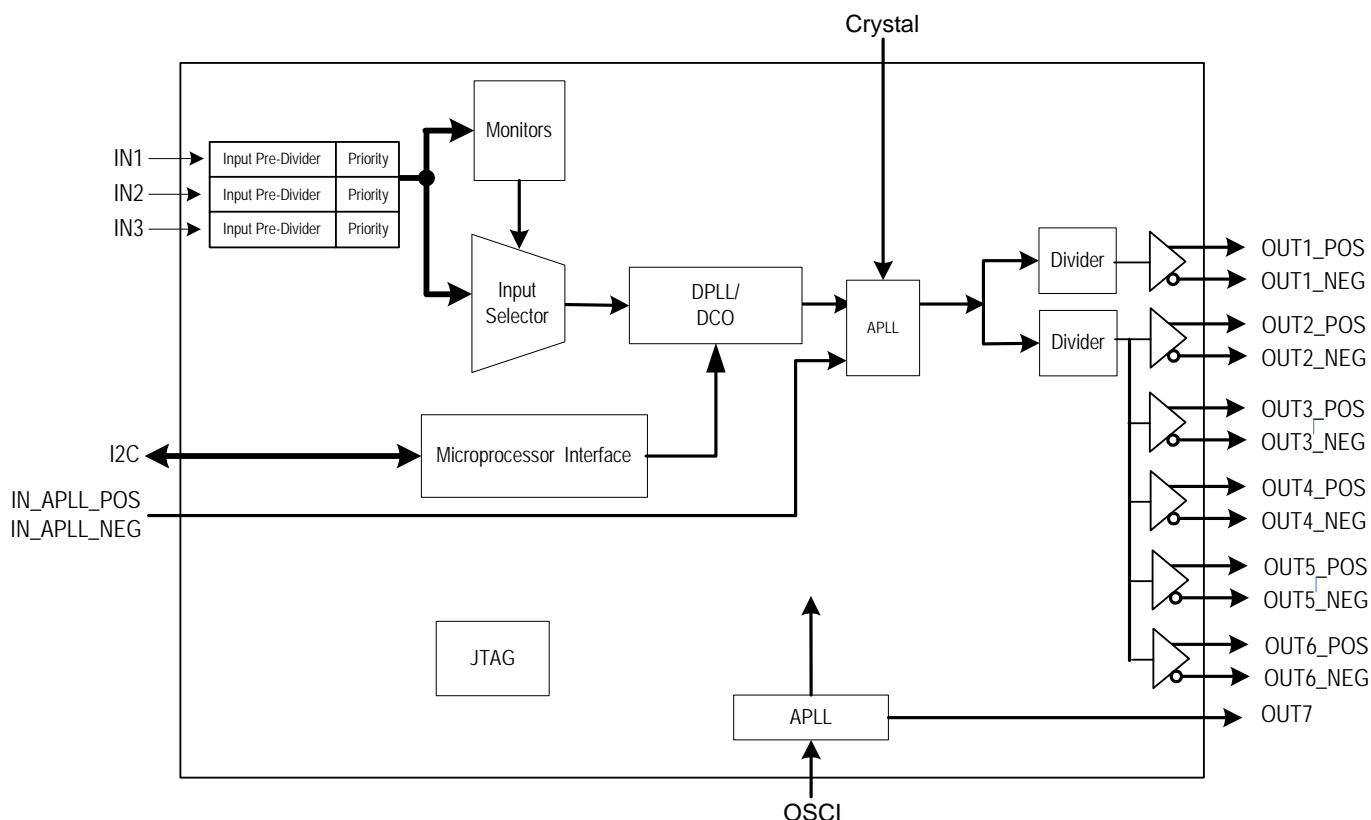 Crystal
Monitors
IN1
Input Pre-Divider
Priority
IN2
Input Pre-Divider
Priority
IN3
Input Pre-Divider
Priority
Input
Selector
DPLL/
DCO
APLL
Divider
Divider
OUT1_POS
OUT1_NEG
OUT2_POS
OUT2_NEG
OUT3_POS
OUT3_NEG
OUT4_POS
OUT4_NEG
OUT5_POS
OUT5_NEG
OUT6_POS
OUT6_NEG
OUT7
I2C
Microprocessor Interface
IN_APLL_POS
IN_APLL_NEG
JTAG
APLL
OSCI